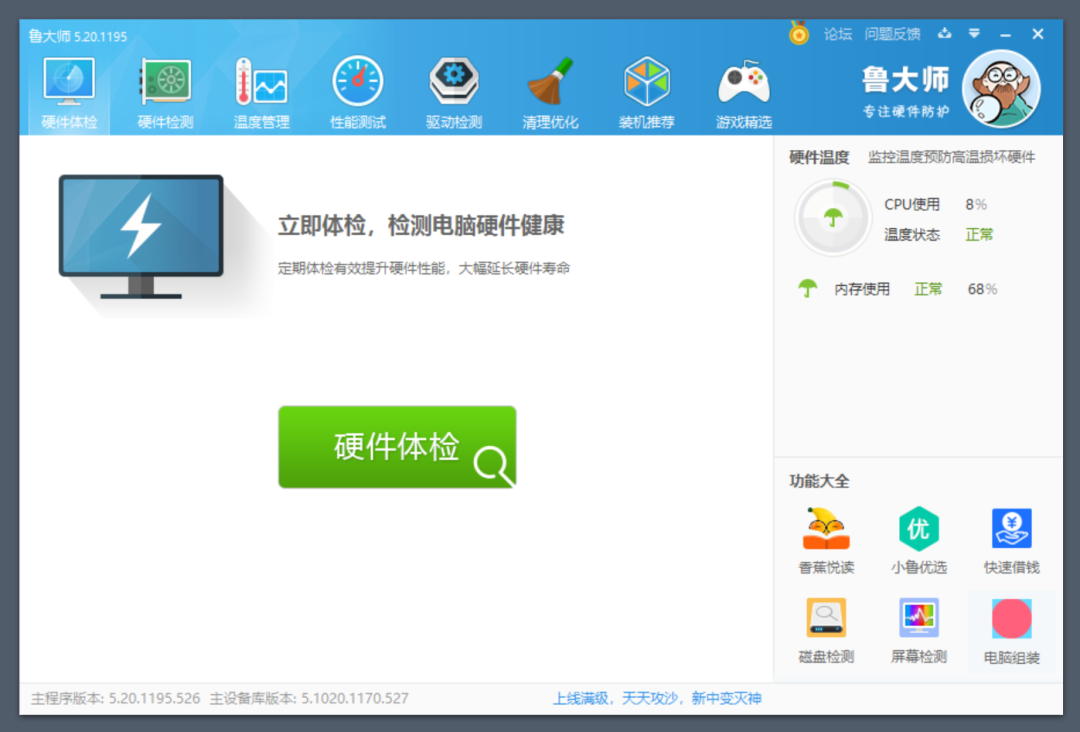 鲁大师 5.20.1195
论坛 问题反馈
硬件体检 硬件检测 温度管理 性能测试 驱动检测 清理优化 装机推荐 游戏精选
鲁大师
专注硬件防护
立即体检，检测电脑硬件健康
定期体检有效提升硬件性能，大幅延长硬件寿命
硬件体检
硬件温度 监控温度预防高温损坏硬件
CPU使用 8%
温度状态 正常
内存使用 正常 68%
功能大全
优
¥
香蕉悦读 小鲁优选 快速借钱
磁盘检测 屏幕检测 电脑组装
主程序版本: 5.20.1195.526 主设备库版本: 5.1020.1170.527
上线满级，天天攻沙，新中变灭神